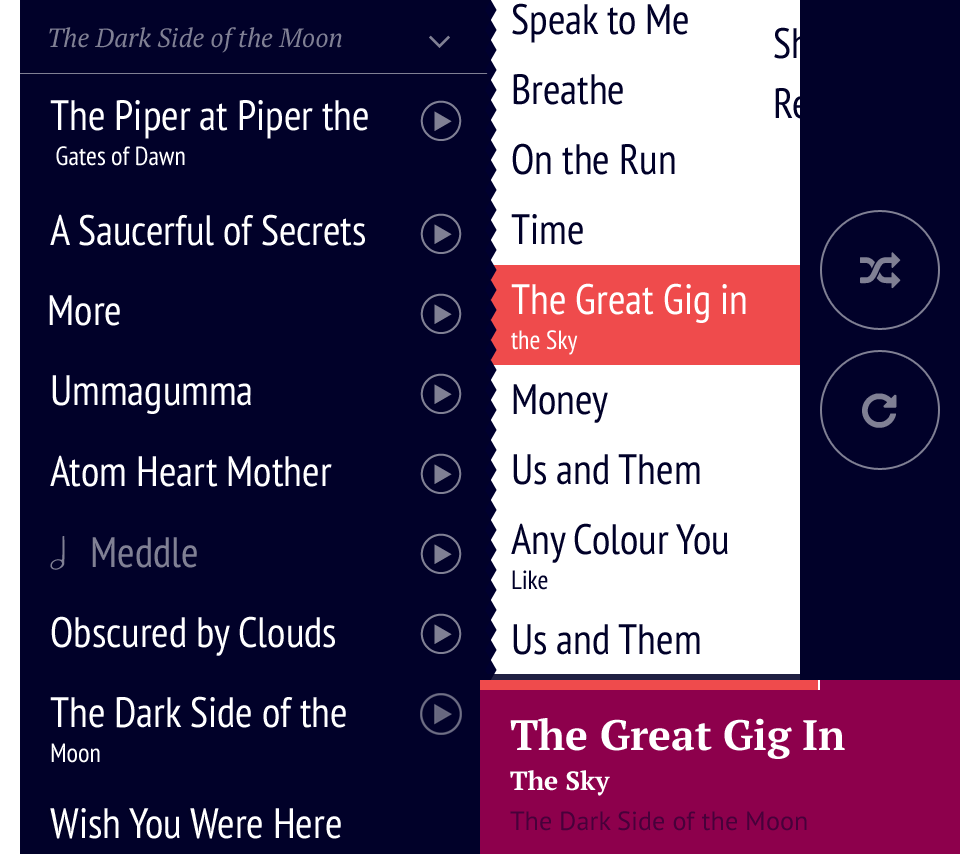 The Dark Side of the Moon
The Piper at Piper the
Gates of Dawn
A Saucerful of Secrets
More
Ummagumma
Atom Heart Mother
Meddle
Obscured by Clouds
The Dark Side of the
Moon
Wish You Were Here
Speak to Me
Breathe
On the Run
Time
The Great Gig in
the Sky
Money
Us and Them
Any Colour You
Like
Us and Them
Sh
Re
The Great Gig In
The Sky
The Dark Side of the Moon